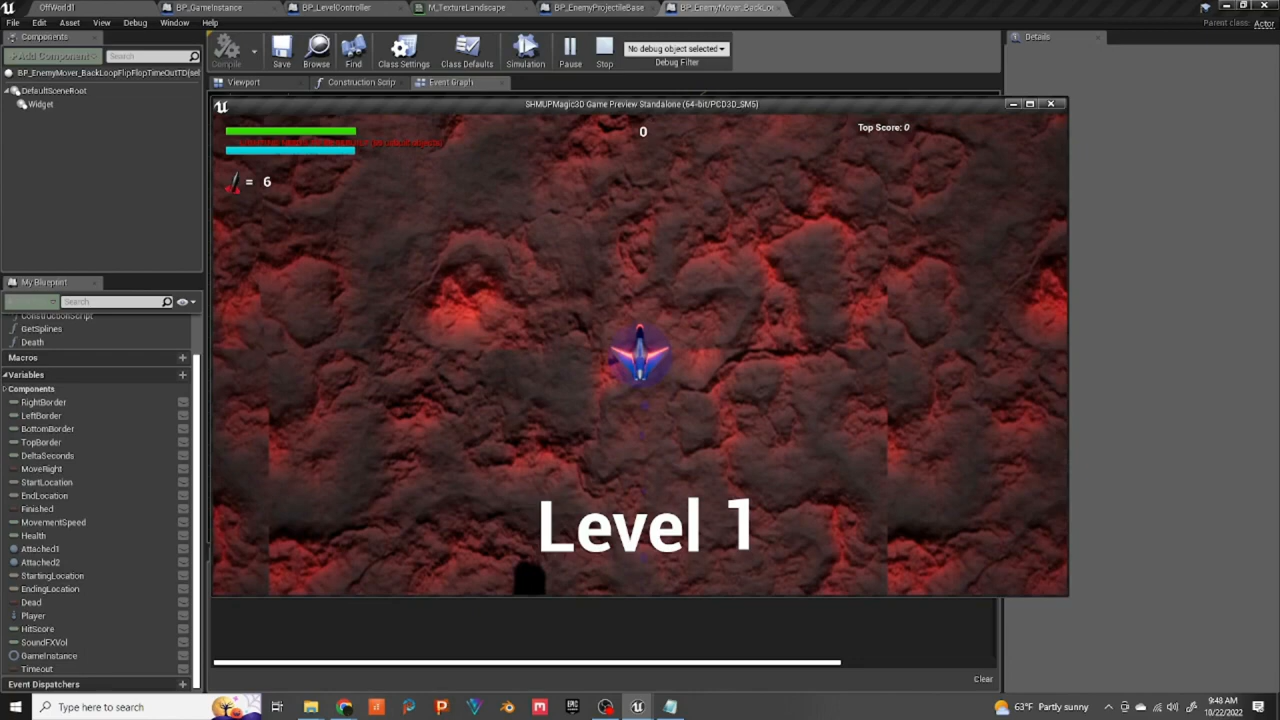 OffWorld1
BP_GameInstance
BP_LevelController
M_TextureLandscape
BP_EnemyProjectileBase
BP_EnemyMover_BackLoo
File
Edit
Asset
View
Debug
Window
Help
Parent class: Actor
Components
Details
Add Component
Search
Compile
Save
Browse
Find
Class Settings
Class Defaults
Simulation
Pause
Stop
No debug object selected
Debug Filter
BP_EnemyMover_BackLoopFlipFlopTimeOutTD(sel
Viewport
Construction Scrip
Event Graph
DefaultSceneRoot
Widget
SHMUPMagic3D Game Preview Standalone (64-bit/PCD3D_SM5)
0
Top Score: 0
= 6
Level 1
My Blueprint
Search
ConstructionScript
GetSplines
Death
Macros
Variables
Components
RightBorder
LeftBorder
BottomBorder
TopBorder
DeltaSeconds
MoveRight
StartLocation
EndLocation
Finished
MovementSpeed
Health
Attached1
Attached2
StartingLocation
EndingLocation
Dead
Player
HitScore
SoundFXVol
GameInstance
Timeout
Event Dispatchers
Clear
Type here to search
63°F Partly sunny
9:48 AM
10/22/2022